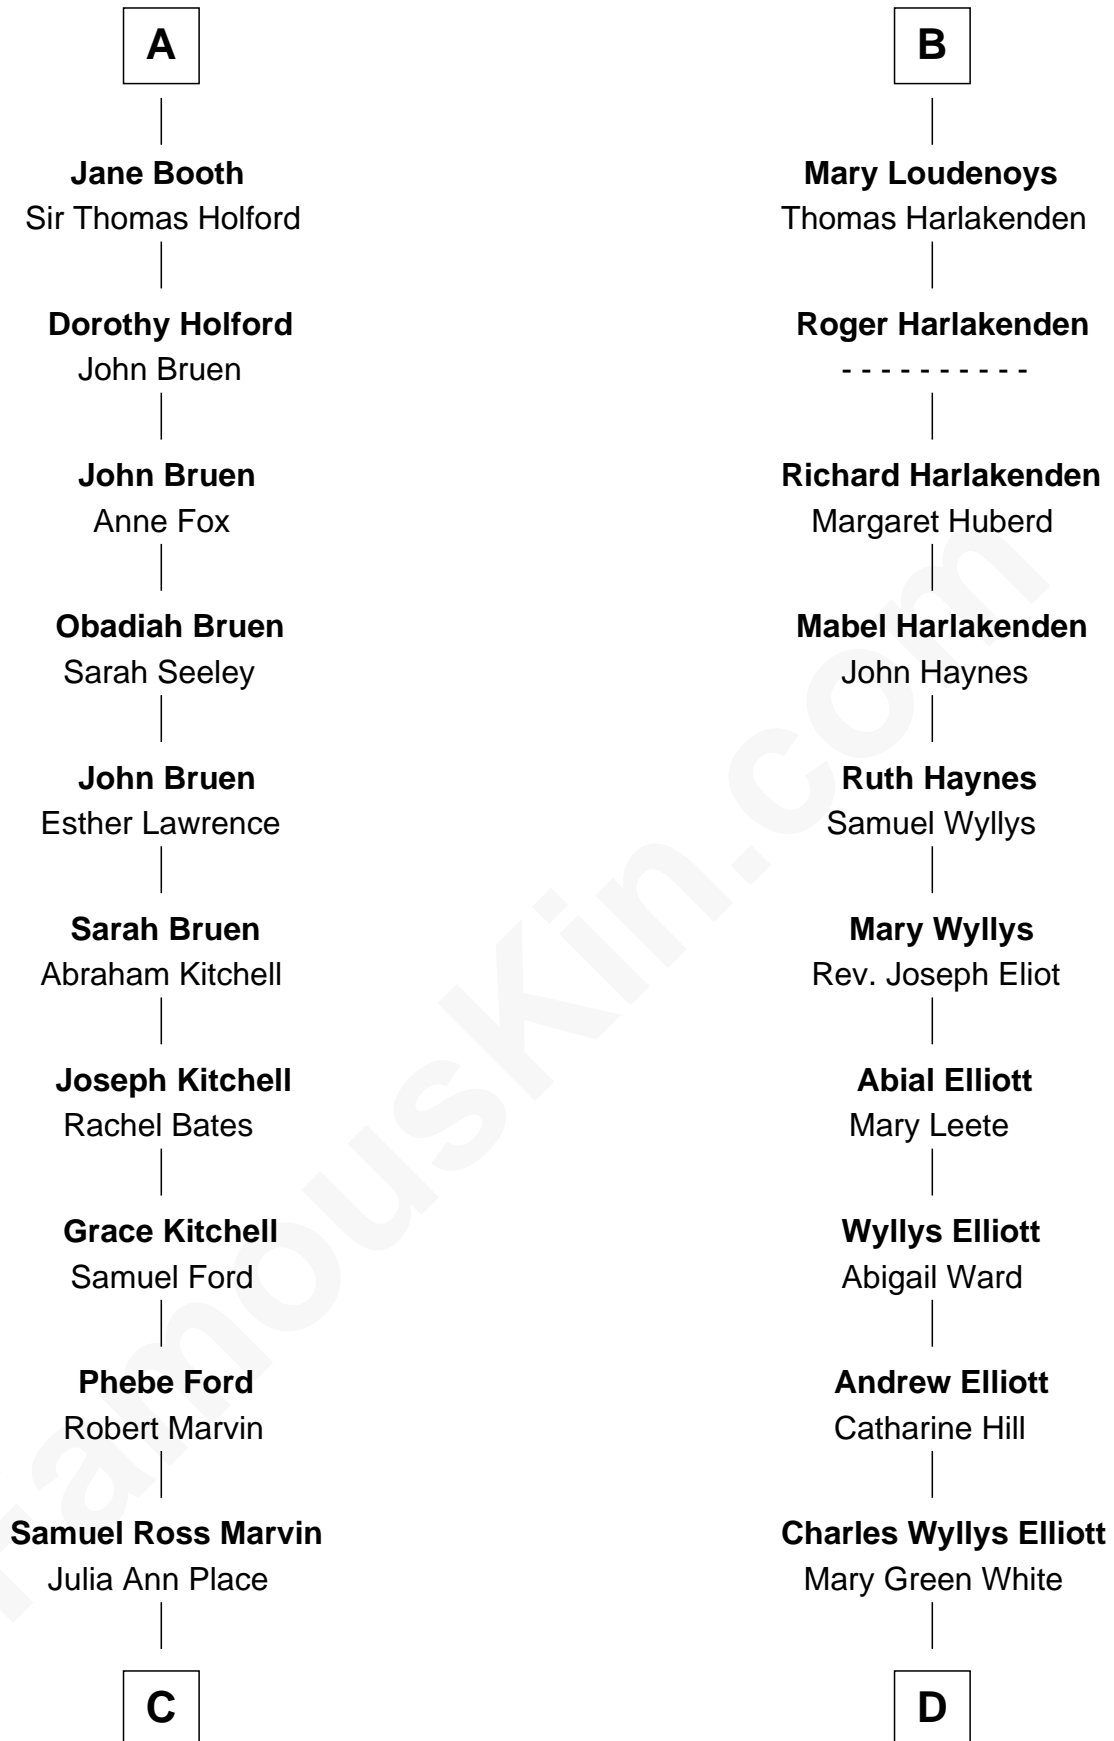 A
Jane Booth
Sir Thomas Holford
Dorothy Holford
John Bruen
John Bruen
Anne Fox
Obadiah Bruen
Sarah Seeley
John Bruen
Esther Lawrence
Sarah Bruen
Abraham Kitchell
Joseph Kitchell
Rachel Bates
Grace Kitchell
Samuel Ford
Phebe Ford
Robert Marvin
Samuel Ross Marvin
Julia Ann Place
C
B
Mary Loudenoys
Thomas Harlakenden
Roger Harlakenden
- - - - - - - - - -
Richard Harlakenden
Margaret Huberd
Mabel Harlakenden
John Haynes
Ruth Haynes
Samuel Wyllys
Mary Wyllys
Rev. Joseph Eliot
Abial Elliott
Mary Leete
Wyllys Elliott
Abigail Ward
Andrew Elliott
Catharine Hill
Charles Wyllys Elliott
Mary Green White
D
FamousKin.com